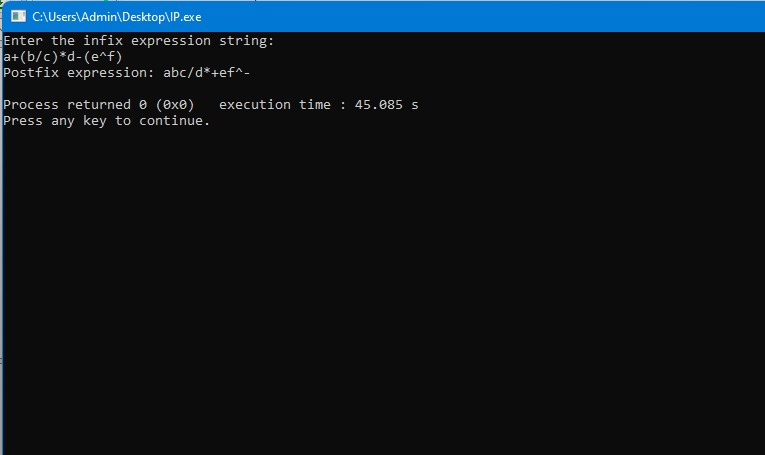 C:\Users\Admin\Desktop\IP.exe
Enter the infix expression string:
a+(b/c)*d-(e^f)
Postfix expression: abc/d*+ef^-
Process returned 0 (0x0)   execution time : 45.085 s
Press any key to continue.